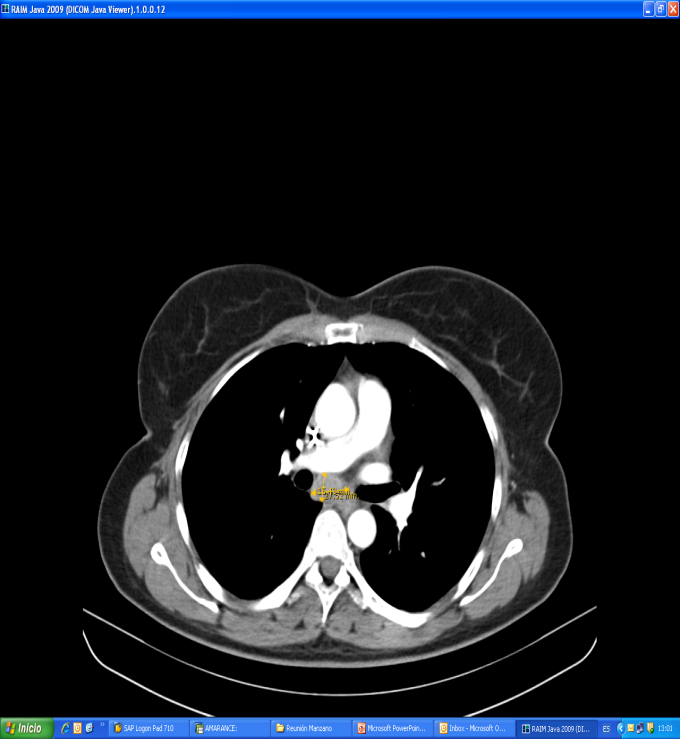 RAIM Java 2009 (DICOM Java Viewer).1.0.0.12
Inicio
SAP Logon Pad 710
AMARANCE:
Reunión Manzano
Microsoft PowerPoin...
Inbox - Microsoft O...
RAIM Java 2009 (DI...
ES
13:01